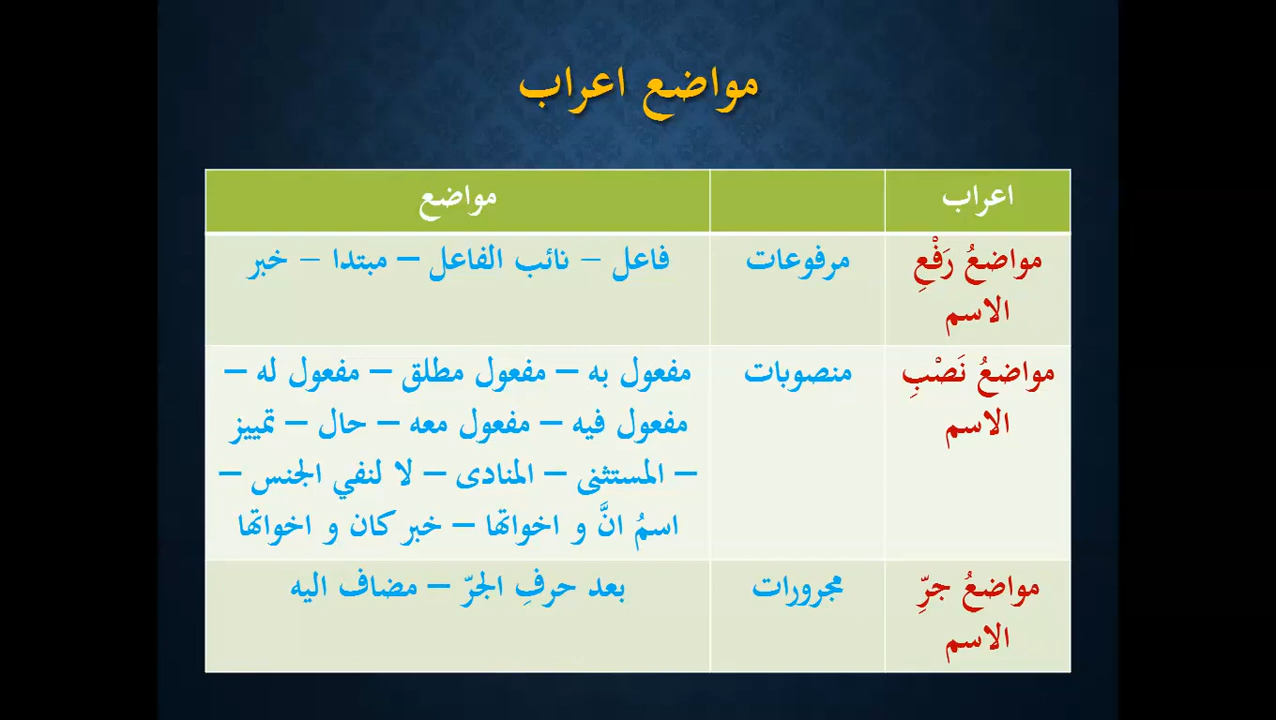 مواضع اعراب
اعراب
مواضع
مواضعُ رَفْعِ
الاسم
مرفوعات
فاعل – نائب الفاعل – مبتدا – خبر
مواضعُ نَصْبِ
الاسم
منصوبات
مفعول به – مفعول مطلق – مفعول له –
مفعول فيه – مفعول معه – حال – تمييز
– المستثنى – المنادى – لا لنفي الجنس –
اسمُ انَّ و اخواتها – خبر كان و اخواتها
مواضعُ جرِّ
الاسم
مجرورات
بعد حرفِ الجرّ – مضاف اليه